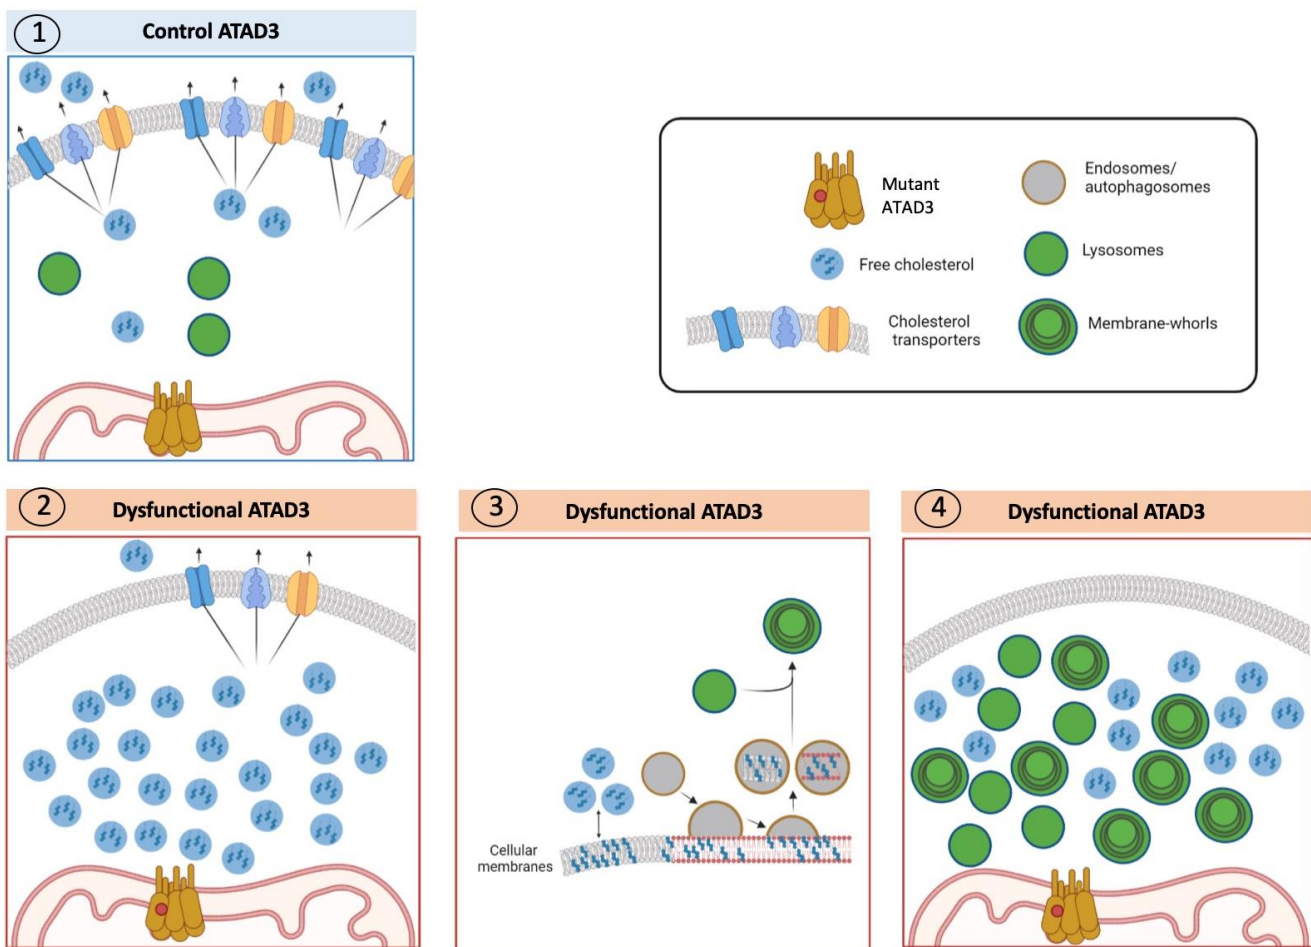 1
Control ATAD3
Mutant
ATAD3
Free cholesterol
Cholesterol
transporters
Endosomes/
autophagosomes
Lysosomes
Membrane-whorls
2
Dysfunctional ATAD3
3
Dysfunctional ATAD3
Cellular
membranes
4
Dysfunctional ATAD3